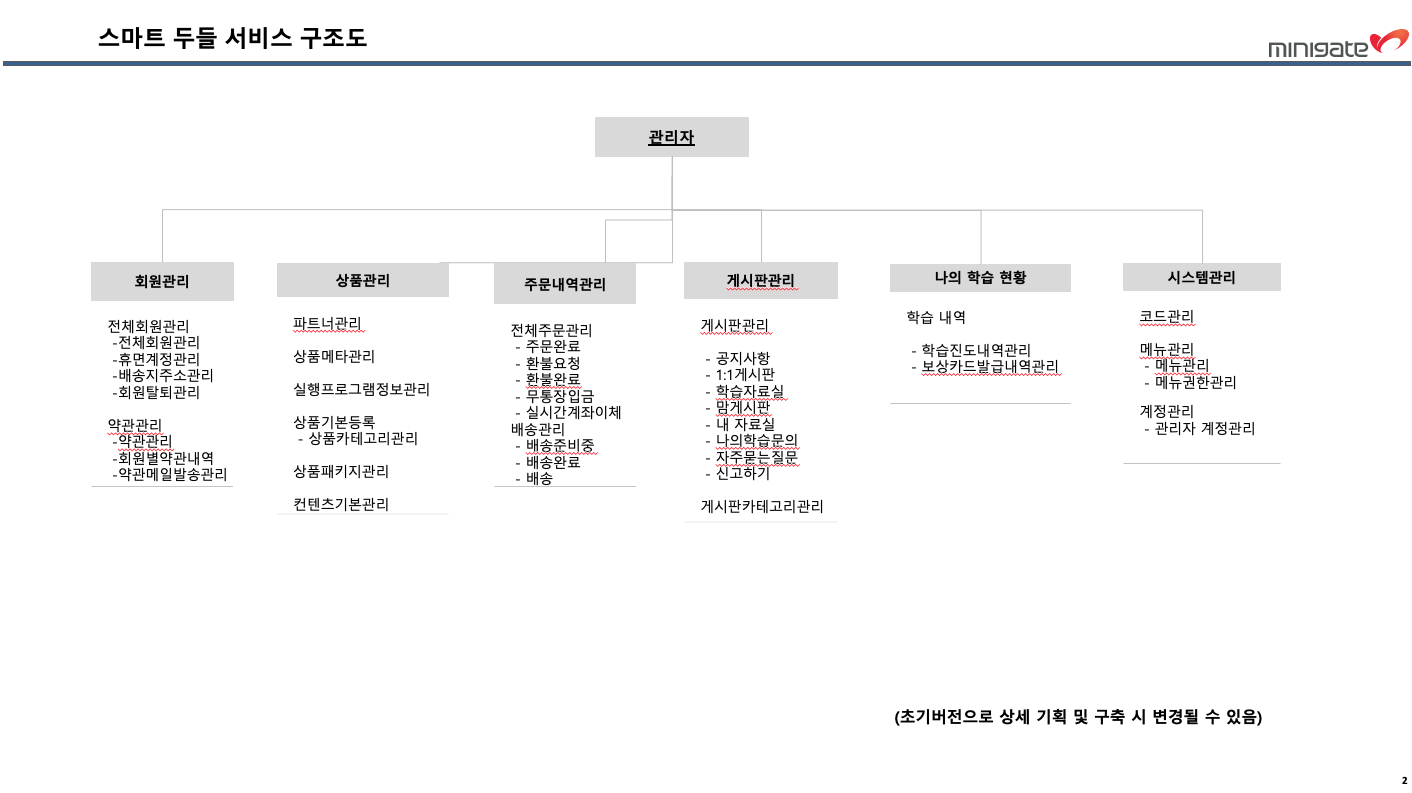 스마트 두들 서비스 구조도
minigate
관리자
회원관리
전체회원관리
-전체회원관리
-휴면계정관리
-배송지주소관리
-회원탈퇴관리
약관관리
-약관관리
-회원별약관내역
-약관메일발송관리
상품관리
파트너관리
상품메타관리
실행프로그램정보관리
상품기본등록
- 상품카테고리관리
상품패키지관리
컨텐츠기본관리
주문내역관리
전체주문관리
- 주문완료
- 환불요청
- 환불완료
- 무통장입금
- 실시간계좌이체
배송관리
- 배송준비중
- 배송완료
- 배송
게시판관리
게시판관리
- 공지사항
- 1:1게시판
- 학습자료실
- 맘게시판
- 내 자료실
- 나의학습문의
- 자주묻는질문
- 신고하기
게시판카테고리관리
나의 학습 현황
학습 내역
- 학습진도내역관리
- 보상카드발급내역관리
시스템관리
코드관리
메뉴관리
- 메뉴관리
- 메뉴권한관리
계정관리
- 관리자 계정관리
(초기버전으로 상세 기획 및 구축 시 변경될 수 있음)
2